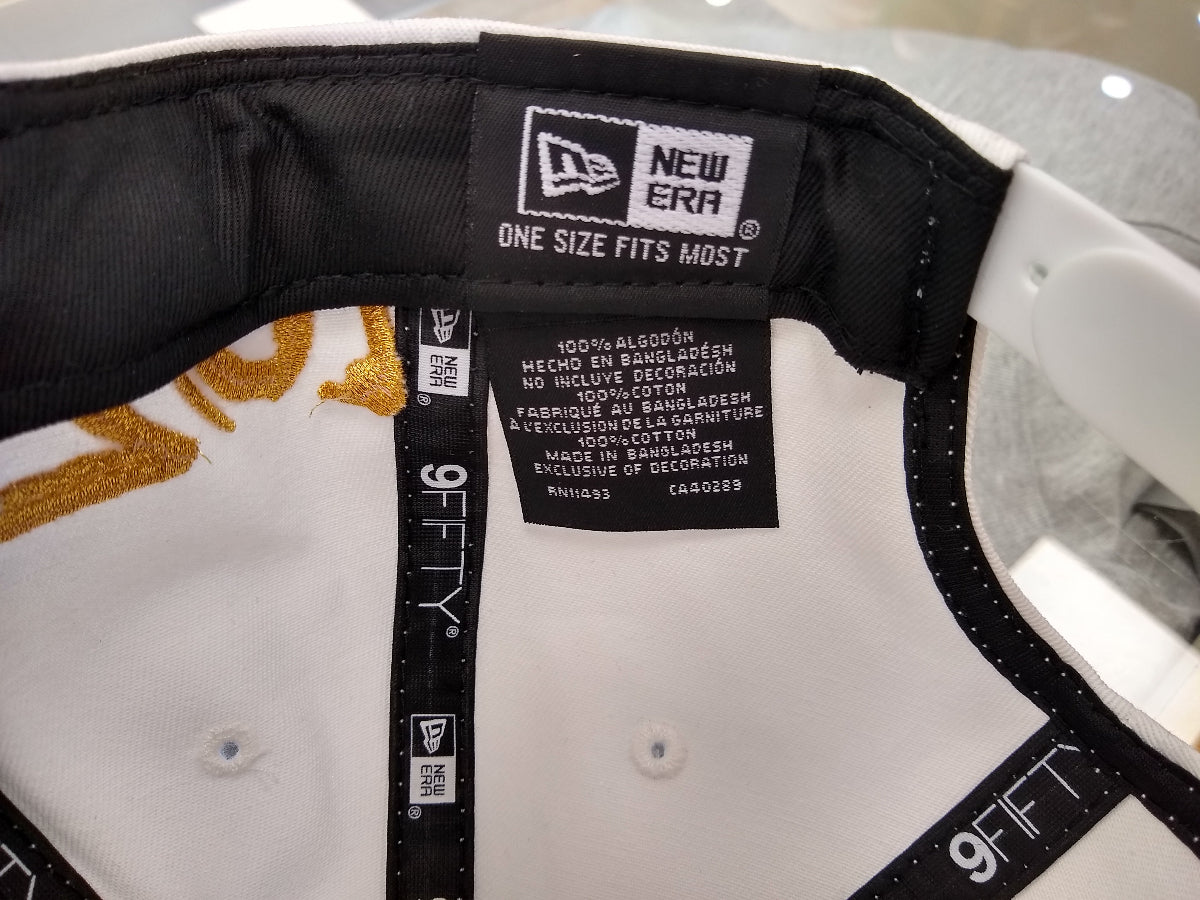 NEW
ERA
®
ONE SIZE FITS MOST
100% ALGODÓN
HECHO EN BANGLADÉSH
NO INCLUYE DECORACIÓN
100% COTON
FABRIQUÉ AU BANGLADESH
À L'EXCLUSION DE LA GARNITURE
100% COTTON
MADE IN BANGLADESH
EXCLUSIVE OF DECORATION
RN11493 CA40289
NEW
ERA
®
9FIFTY®
NEW
ERA
®
9FIFTY
TY